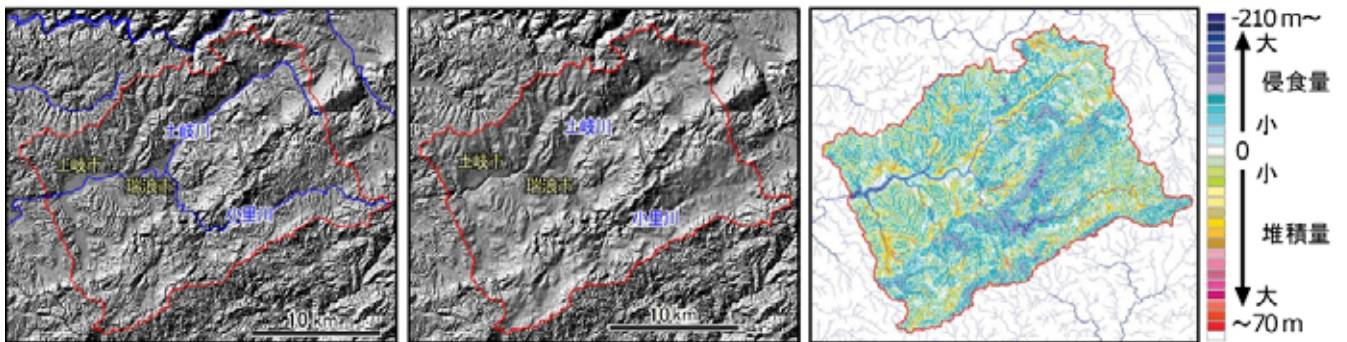 土岐川
土岐市
瑞浪市
小里川
10 km
土岐川
土岐市
瑞浪市
小里川
10 km
-210 m～
大
侵食量
小
0
小
堆積量
大
～70 m